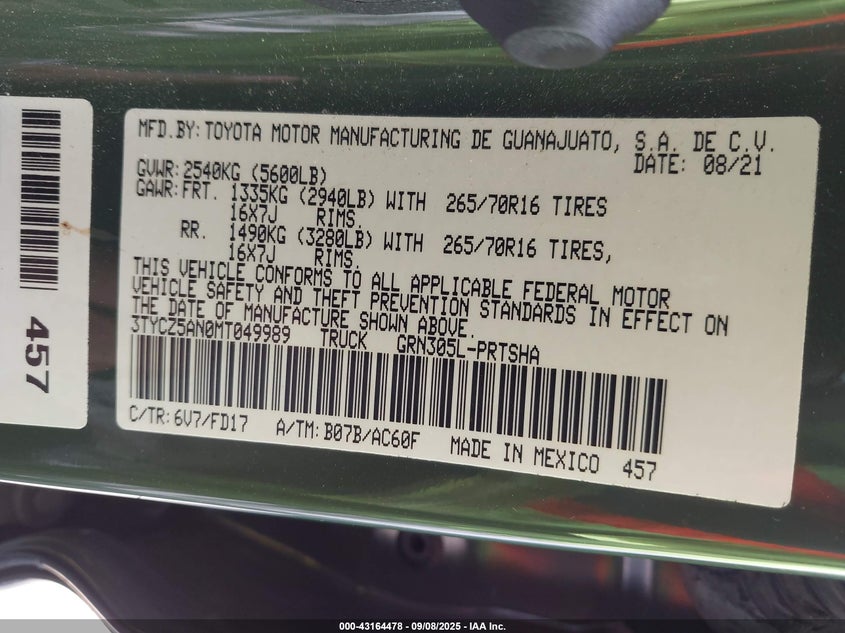 MFD.BY:TOYOTA MOTOR MANUFACTURING DE GUANAJUATO, S.A. DE C.V.
DATE: 08/21
GVWR:2540KG (5600LB)
GAWR:FRT. 1335KG (2940LB) WITH 265/70R16 TIRES
16X7J RIMS.
RR. 1490KG (3280LB) WITH 265/70R16 TIRES,
16X7J RIMS.
THIS VEHICLE CONFORMS TO ALL APPLICABLE FEDERAL MOTOR
VEHICLE SAFETY AND THEFT PREVENTION STANDARDS IN EFFECT ON
THE DATE OF MANUFACTURE SHOWN ABOVE.
3TYCZ5AN0MT049989 TRUCK GRN305L-PRTSHA
C/TR:6V7/FD17 A/TM:B07B/AC60F MADE IN MEXICO 457
457
000-43164478 - 09/08/2025 - IAA Inc.